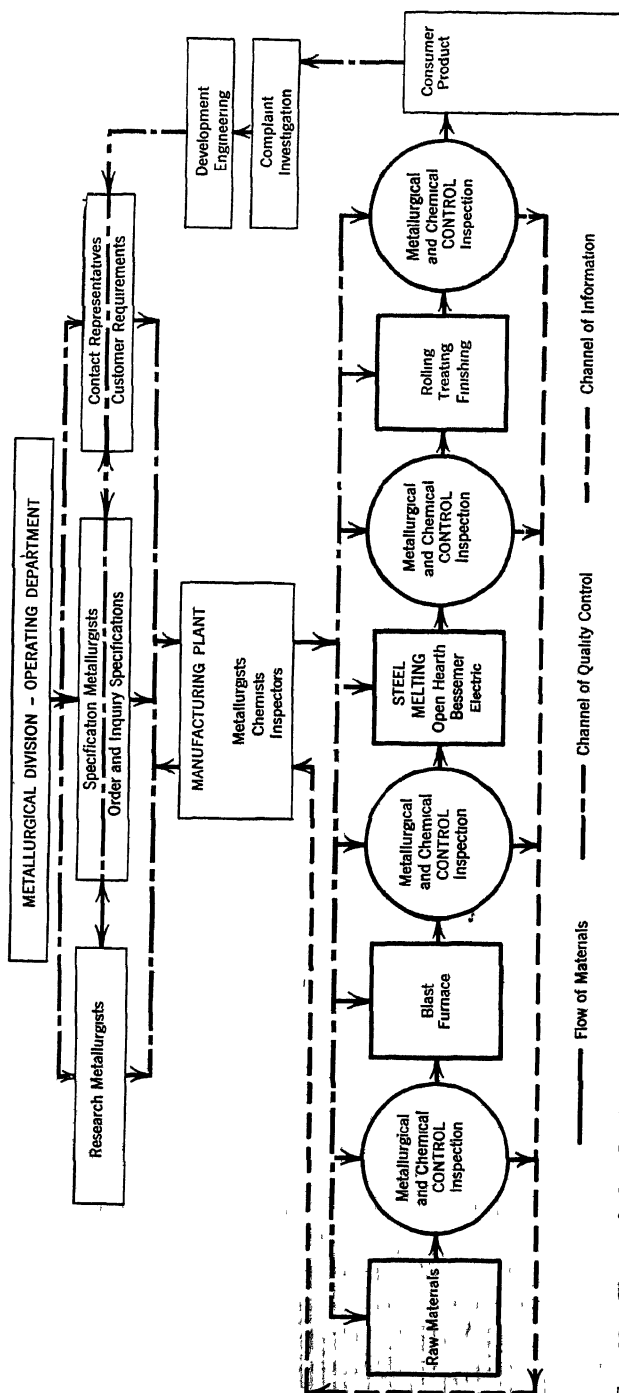 METALLURGICAL DIVISION – OPERATING DEPARTMENT
Research Metallurgists
Specification Metallurgists
Order and Inquiry Specifications
Contact Representatives
Customer Requirements
Development
Engineering
Complaint
Investigation
MANUFACTURING PLANT
Metallurgists
Chemists
Inspectors
Raw Materials
Metallurgical
and Chemical
CONTROL
Inspection
Blast
Furnace
Metallurgical
and Chemical
CONTROL
Inspection
STEEL
MELTING
Open Hearth
Bessemer
Electric
Metallurgical
and Chemical
CONTROL
Inspection
Rolling
Treating
Finishing
Metallurgical
and Chemical
CONTROL
Inspection
Consumer
Product
Flow of Materials
Channel of Quality Control
Channel of Information